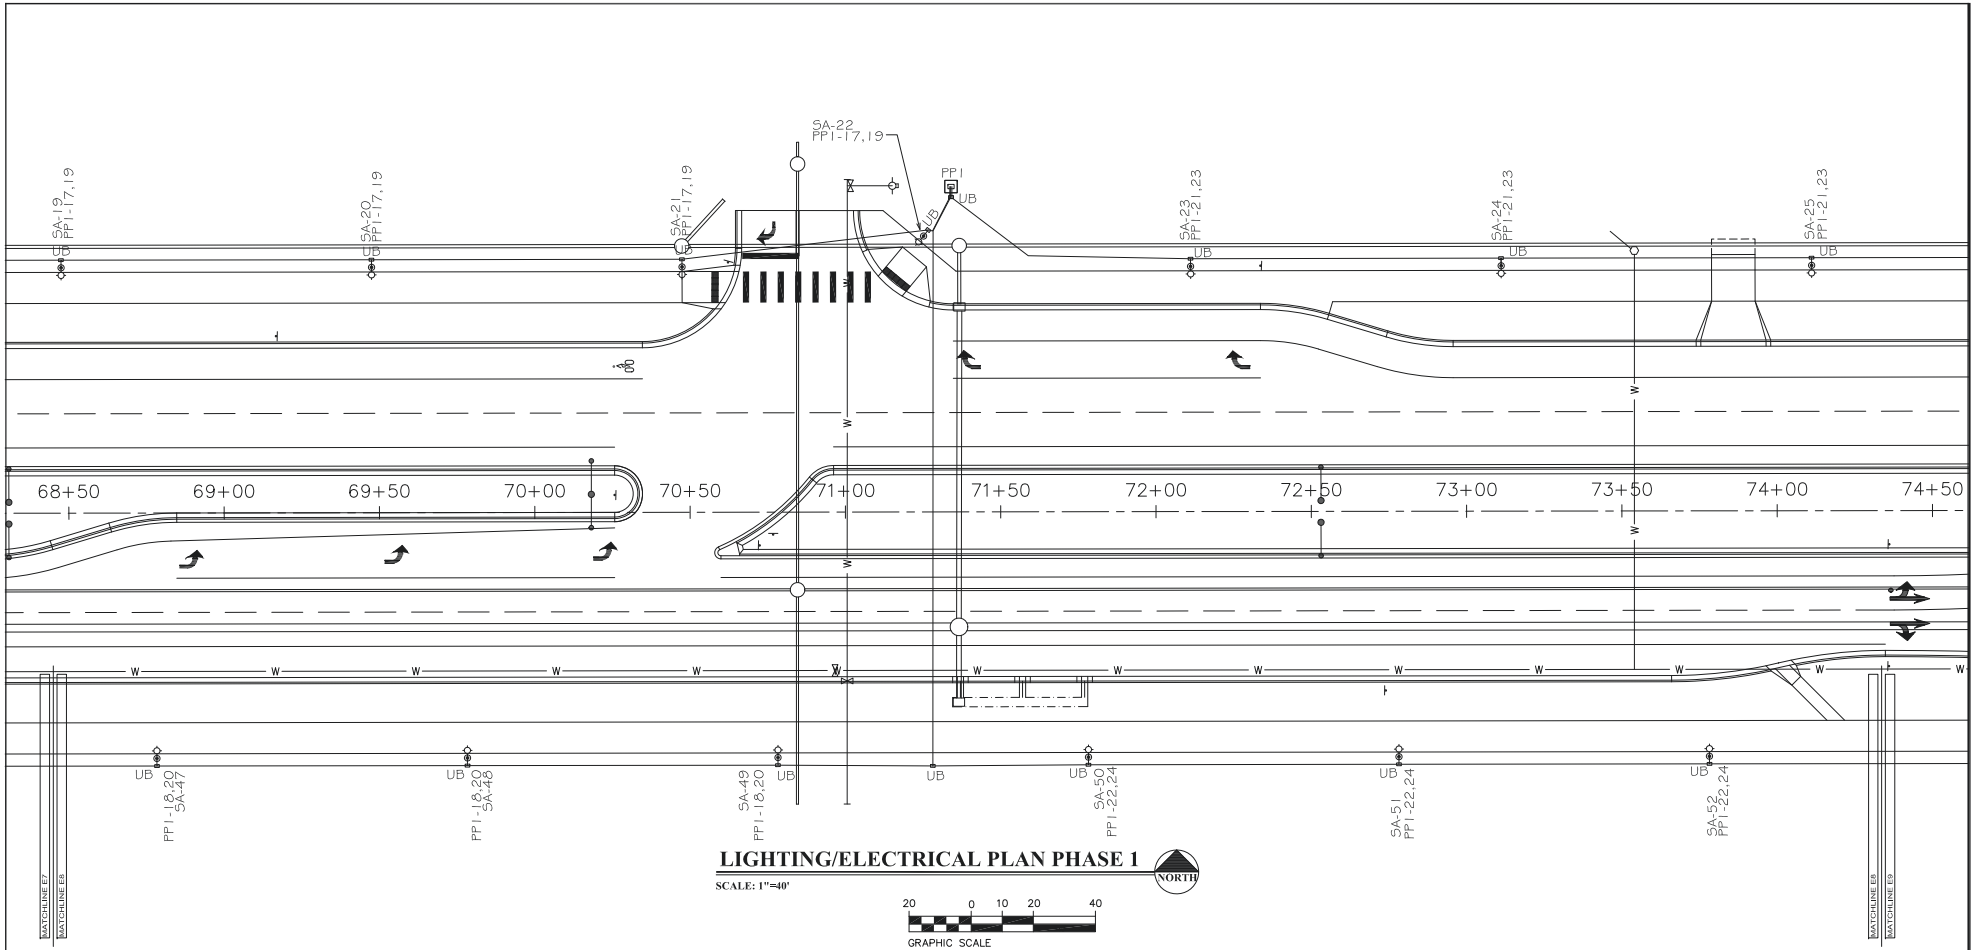 SA-22
PP1-17,19
SA-19
PP1-17,19
UB
SA-20
PP1-17,19
UB
SA-21
PP1-17,19
UB
UB
PP1
UB
SA-23
PP1-21,23
UB
SA-24
PP1-21,23
UB
SA-25
PP1-21,23
UB
W
W
W
W
W
68+50
69+00
69+50
70+00
70+50
71+00
71+50
72+00
72+50
73+00
73+50
74+00
74+50
W
W
W
W
W
W
W
W
W
W
W
W
W
W
UB
PP1-18,20
SA-47
UB
PP1-18,20
SA-48
SA-49
PP1-18,20
UB
UB
UB
SA-50
PP1-22,24
UB
SA-51
PP1-22,24
UB
SA-52
PP1-22,24
MATCHLINE E7
MATCHLINE E8
MATCHLINE E8
MATCHLINE E9
LIGHTING/ELECTRICAL PLAN PHASE 1
SCALE: 1"=40'
NORTH
20 0 10 20 40
GRAPHIC SCALE